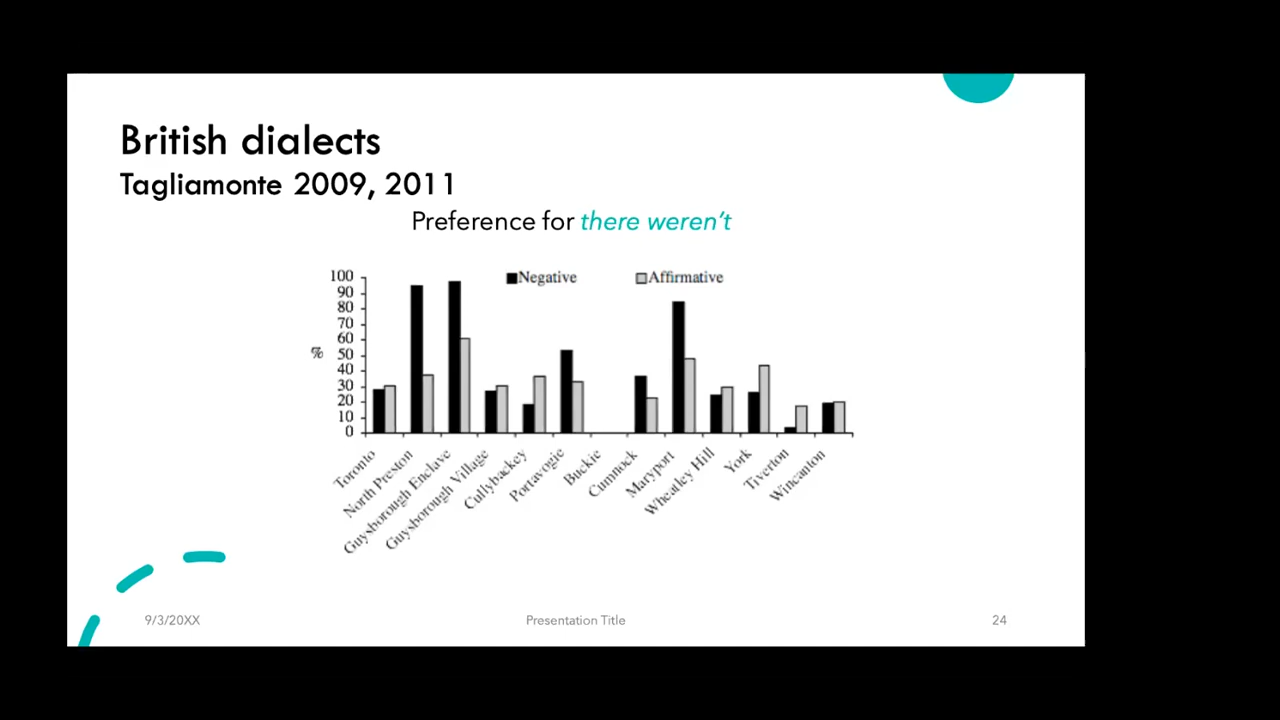 British dialects
Tagliamonte 2009, 2011
Preference for there weren't
Negative
Affirmative
100
90
80
70
60
50
40
30
20
10
0
%
Toronto
North Preston
Guysborough Enclave
Guysborough Village
Cullybackey
Portavogie
Buckie
Cumnock
Maryport
Wheatley Hill
York
Tiverton
Wincanton
9/3/20XX
Presentation Title
24